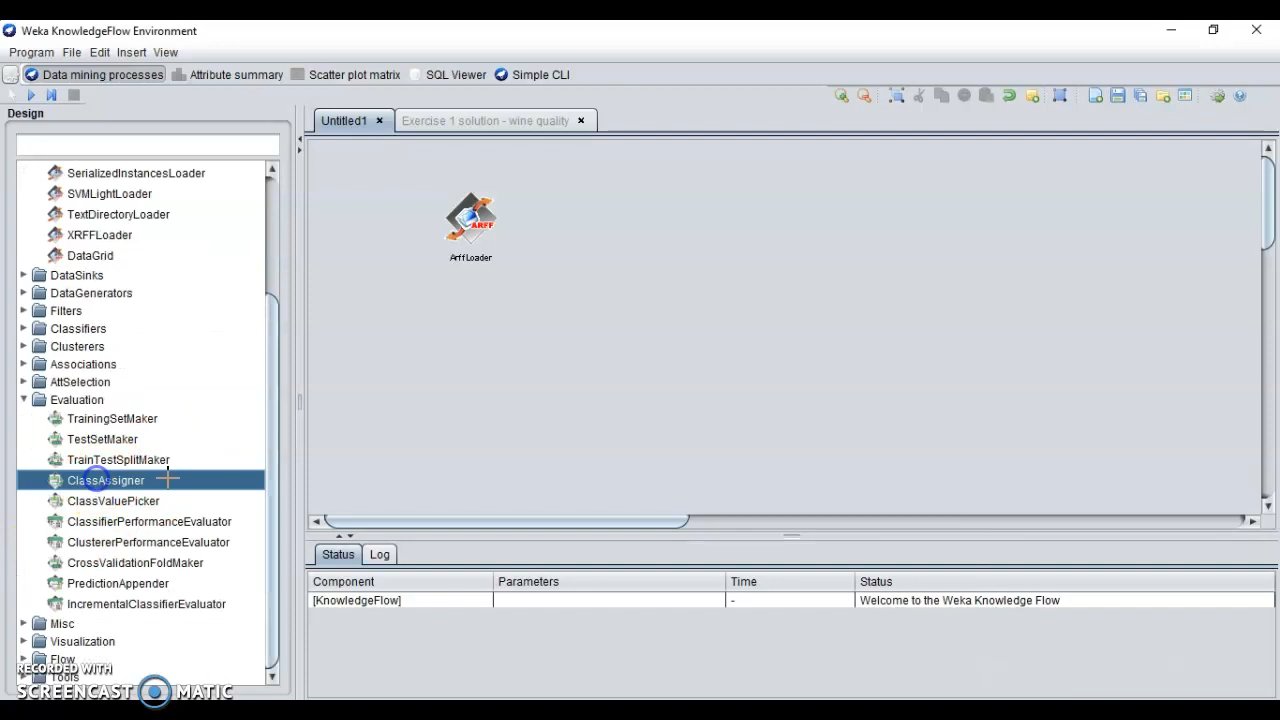 Weka KnowledgeFlow Environment
Program File Edit Insert View
Data mining processes Attribute summary Scatter plot matrix SQL Viewer Simple CLI
Design
Untitled1 Exercise 1 solution - wine quality
SerializedInstancesLoader
SVMLightLoader
TextDirectoryLoader
XRFFLoader
DataGrid
DataSinks
DataGenerators
Filters
Classifiers
Clusterers
Associations
AttSelection
Evaluation
TrainingSetMaker
TestSetMaker
TrainTestSplitMaker
ClassAssigner
ClassValuePicker
ClassifierPerformanceEvaluator
ClustererPerformanceEvaluator
CrossValidationFoldMaker
PredictionAppender
IncrementalClassifierEvaluator
Misc
Visualization
Flow
Tools
RECORDED WITH
SCREENCAST MATIC
ARFF
ArffLoader
Status Log
Component Parameters Time Status
[KnowledgeFlow] - Welcome to the Weka Knowledge Flow